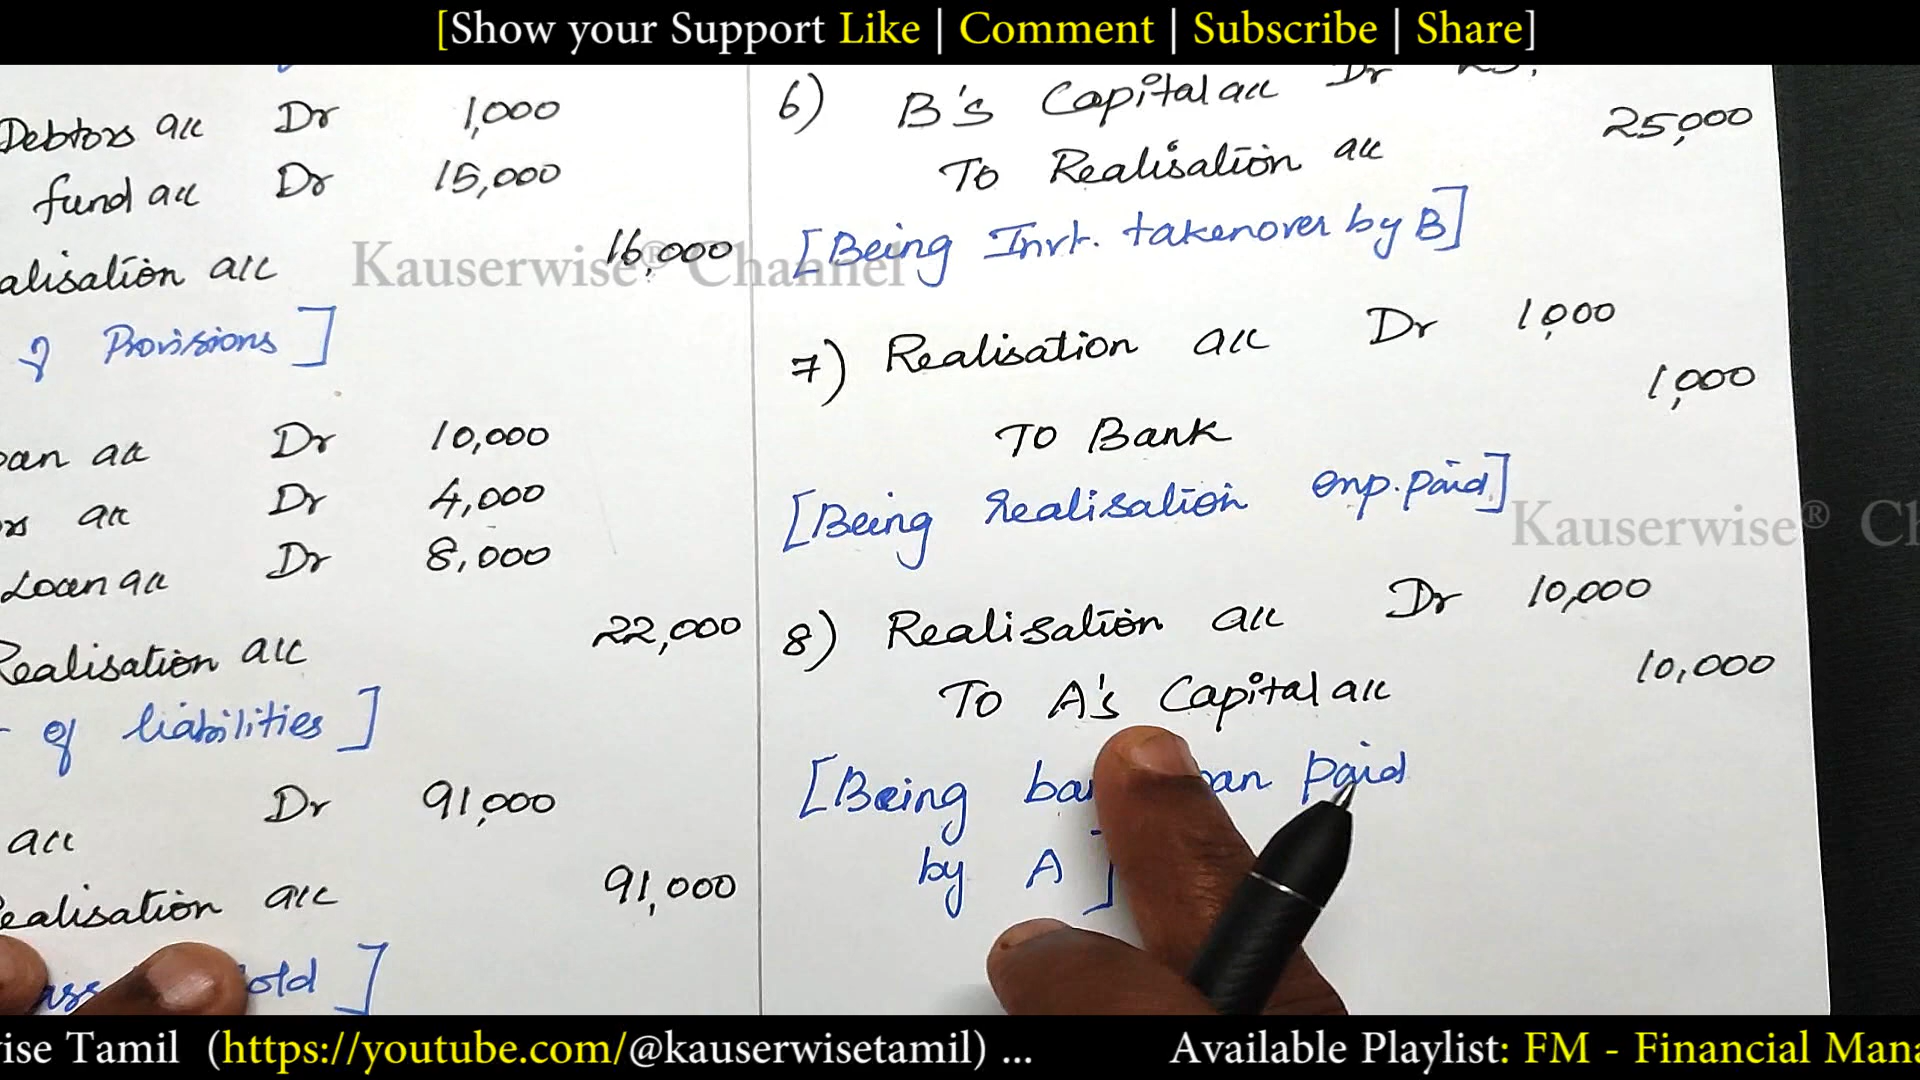 [Show your Support Like | Comment | Subscribe | Share]
Debtors a/c Dr 1,000
fund a/c Dr 15,000
alisation a/c 16,000
Provisions ]
an a/c Dr 10,000
rs a/c Dr 4,000
Loan a/c Dr 8,000
Realisation a/c 22,000
of liabilities ]
a/c Dr 91,000
ealisation a/c 91,000
ass old ]
6) B's Capital a/c Dr
To Realisation a/c 25,000
[Being Invt. takenover by B]
7) Realisation a/c Dr 1,000
To Bank 1,000
[Being Realisation exp. paid]
8) Realisation a/c Dr 10,000
To A's Capital a/c 10,000
[Being ba an paid
by A ]
Kauserwise® Channel
Kauserwise® Ch
ise Tamil (https://youtube.com/@kauserwisetamil) ... Available Playlist: FM - Financial Mana